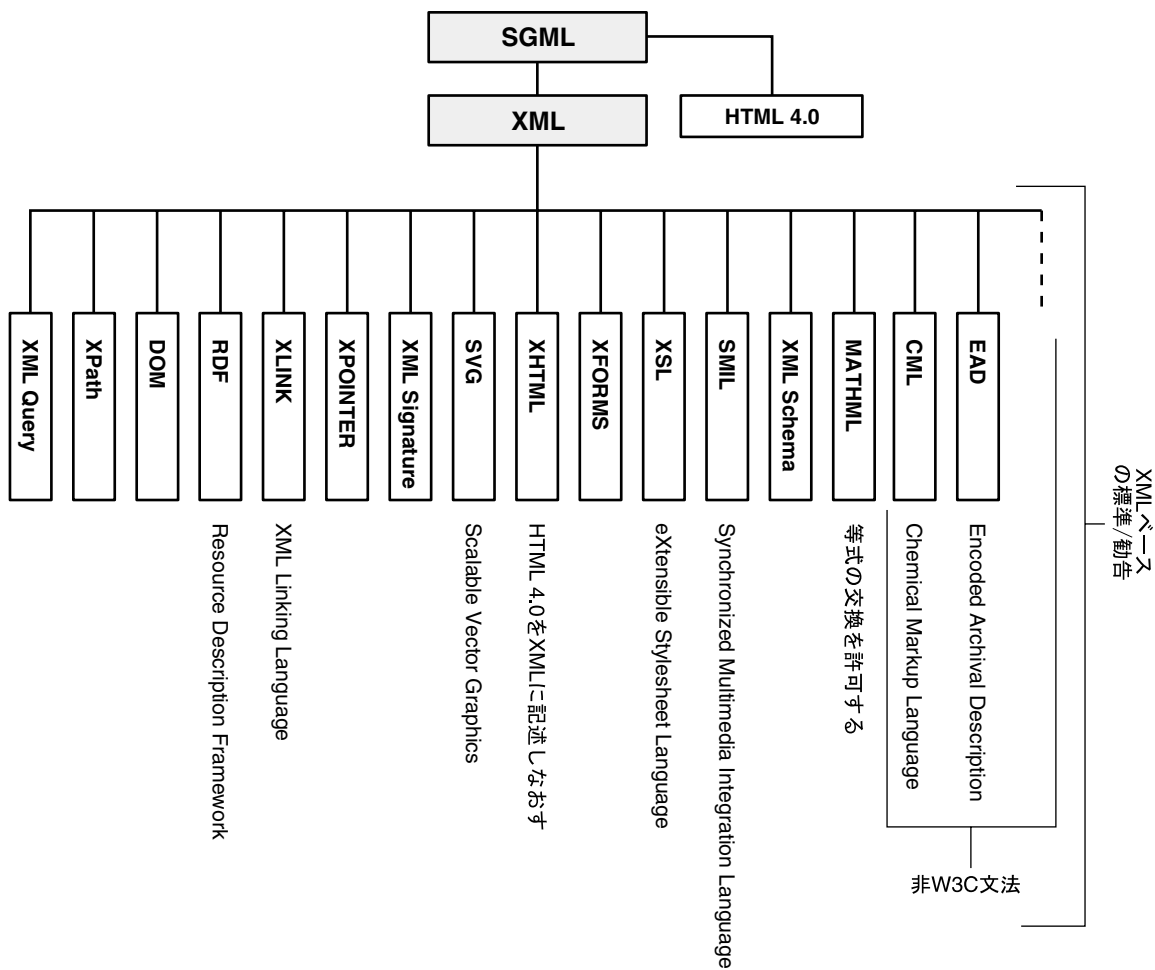 SGML
XML
HTML 4.0
XML Query
XPath
DOM
RDF
XLINK
XPOINTER
XML Signature
SVG
XHTML
XFORMS
XSL
SMIL
XML Schema
MATHML
CML
EAD
Resource Description Framework
XML Linking Language
Scalable Vector Graphics
HTML 4.0をXMLに記述しなおす
eXtensible Stylesheet Language
Synchronized Multimedia Integration Language
等式の交換を許可する
Chemical Markup Language
Encoded Archival Description
非W3C文法
XMLベース
の標準/勧告